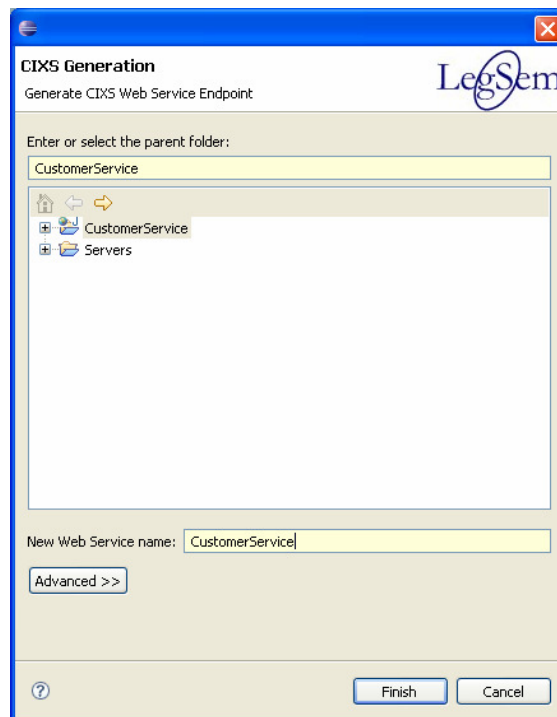 CIXS Generation
LegSem
Generate CIXS Web Service Endpoint
Enter or select the parent folder:
CustomerService
CustomerService
Servers
New Web Service name: CustomerService
Advanced >>
? Finish Cancel